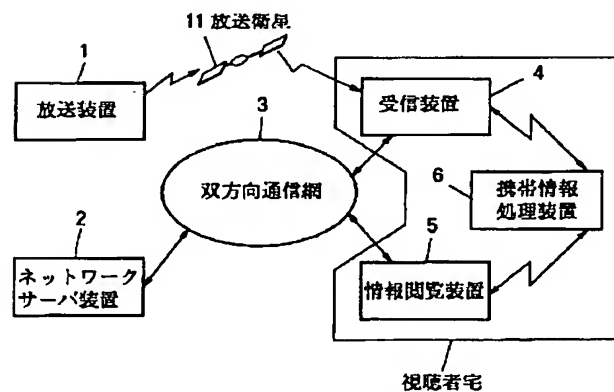 11 放送衛星
1
放送装置
4
受信装置
3
双方向通信網
6
携帯情報
処理装置
2
ネットワーク
サーバ装置
5
情報閲覧装置
視聴者宅